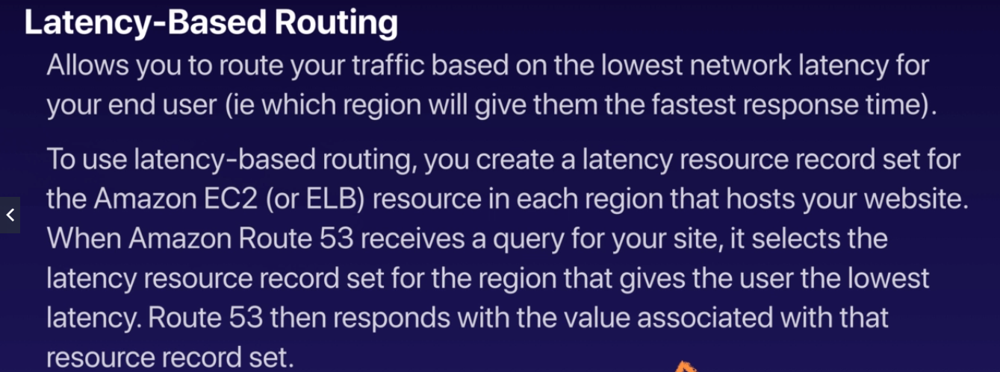 Latency-Based Routing
Allows you to route your traffic based on the lowest network latency for
your end user (ie which region will give them the fastest response time).
To use latency-based routing, you create a latency resource record set for
the Amazon EC2 (or ELB) resource in each region that hosts your website.
When Amazon Route 53 receives a query for your site, it selects the
latency resource record set for the region that gives the user the lowest
latency. Route 53 then responds with the value associated with that
resource record set.